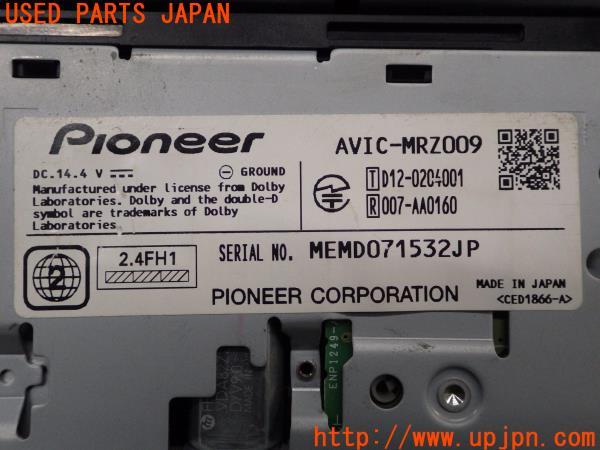 USED PARTS JAPAN
Pioneer
AVIC-MRZ009
DC.14.4 V
GROUND
Manufactured under license from Dolby
Laboratories. Dolby and the double-D
symbol are trademarks of Dolby
Laboratories.
T D12-0204001
R 007-AA0160
2
2.4FH1
SERIAL NO. MEMD071532JP
PIONEER CORPORATION
MADE IN JAPAN
<CED1866-A>
ENP1249-
www.upjpn.com